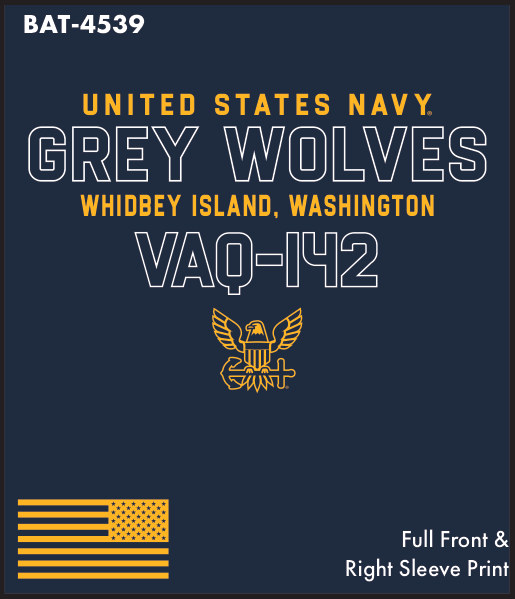 BAT-4539
UNITED STATES NAVY®
GREY WOLVES
WHIDBEY ISLAND, WASHINGTON
VAQ-142
Full Front &
Right Sleeve Print